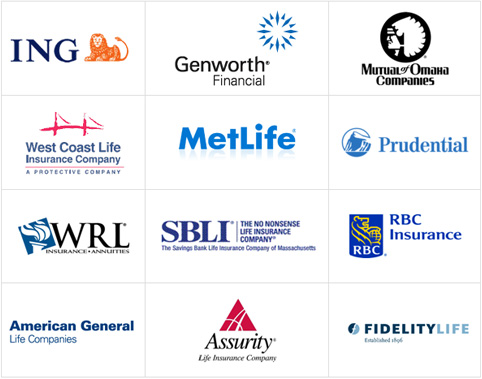 ING
Genworth®
Financial
MUTUAL of OMAHA
COMPANIES
West Coast Life
INSURANCE COMPANY
A PROTECTIVE COMPANY
MetLife®
Prudential
WRL®
INSURANCE • ANNUITIES
SBLI
THE NO NONSENSE
LIFE INSURANCE
COMPANY®
The Savings Bank Life Insurance Company of Massachusetts
RBC
RBC
Insurance
American General
Life Companies
Assurity®
Life Insurance Company
FIDELITYLIFE
Established 1896